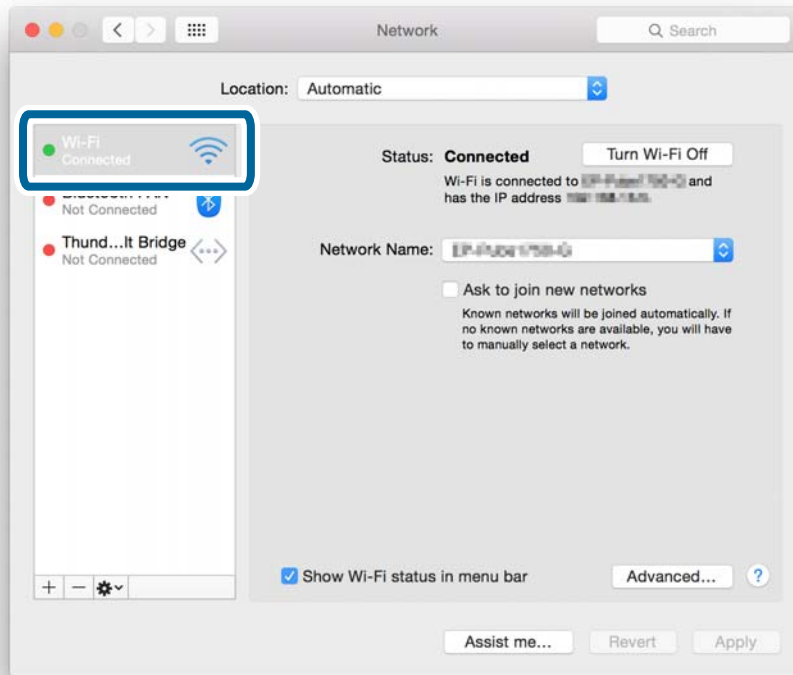 Network
Search
Location: Automatic
Wi-Fi
Connected
Not Connected
Thund...lt Bridge
Not Connected
Status: Connected
Turn Wi-Fi Off
Wi-Fi is connected to and
has the IP address
Network Name:
Ask to join new networks
Known networks will be joined automatically. If
no known networks are available, you will have
to manually select a network.
Show Wi-Fi status in menu bar
Advanced...
?
Assist me...
Revert
Apply